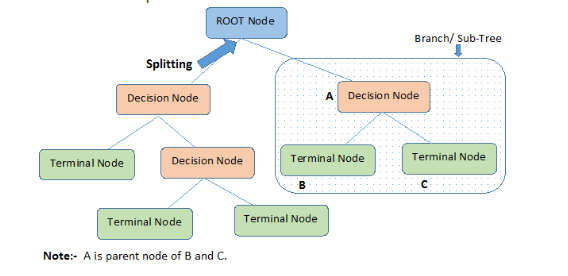 ROOT Node
Branch/ Sub-Tree
Splitting
Decision Node
A Decision Node
Terminal Node
Decision Node
Terminal Node
Terminal Node
B
C
Terminal Node
Terminal Node
Note:- A is parent node of B and C.